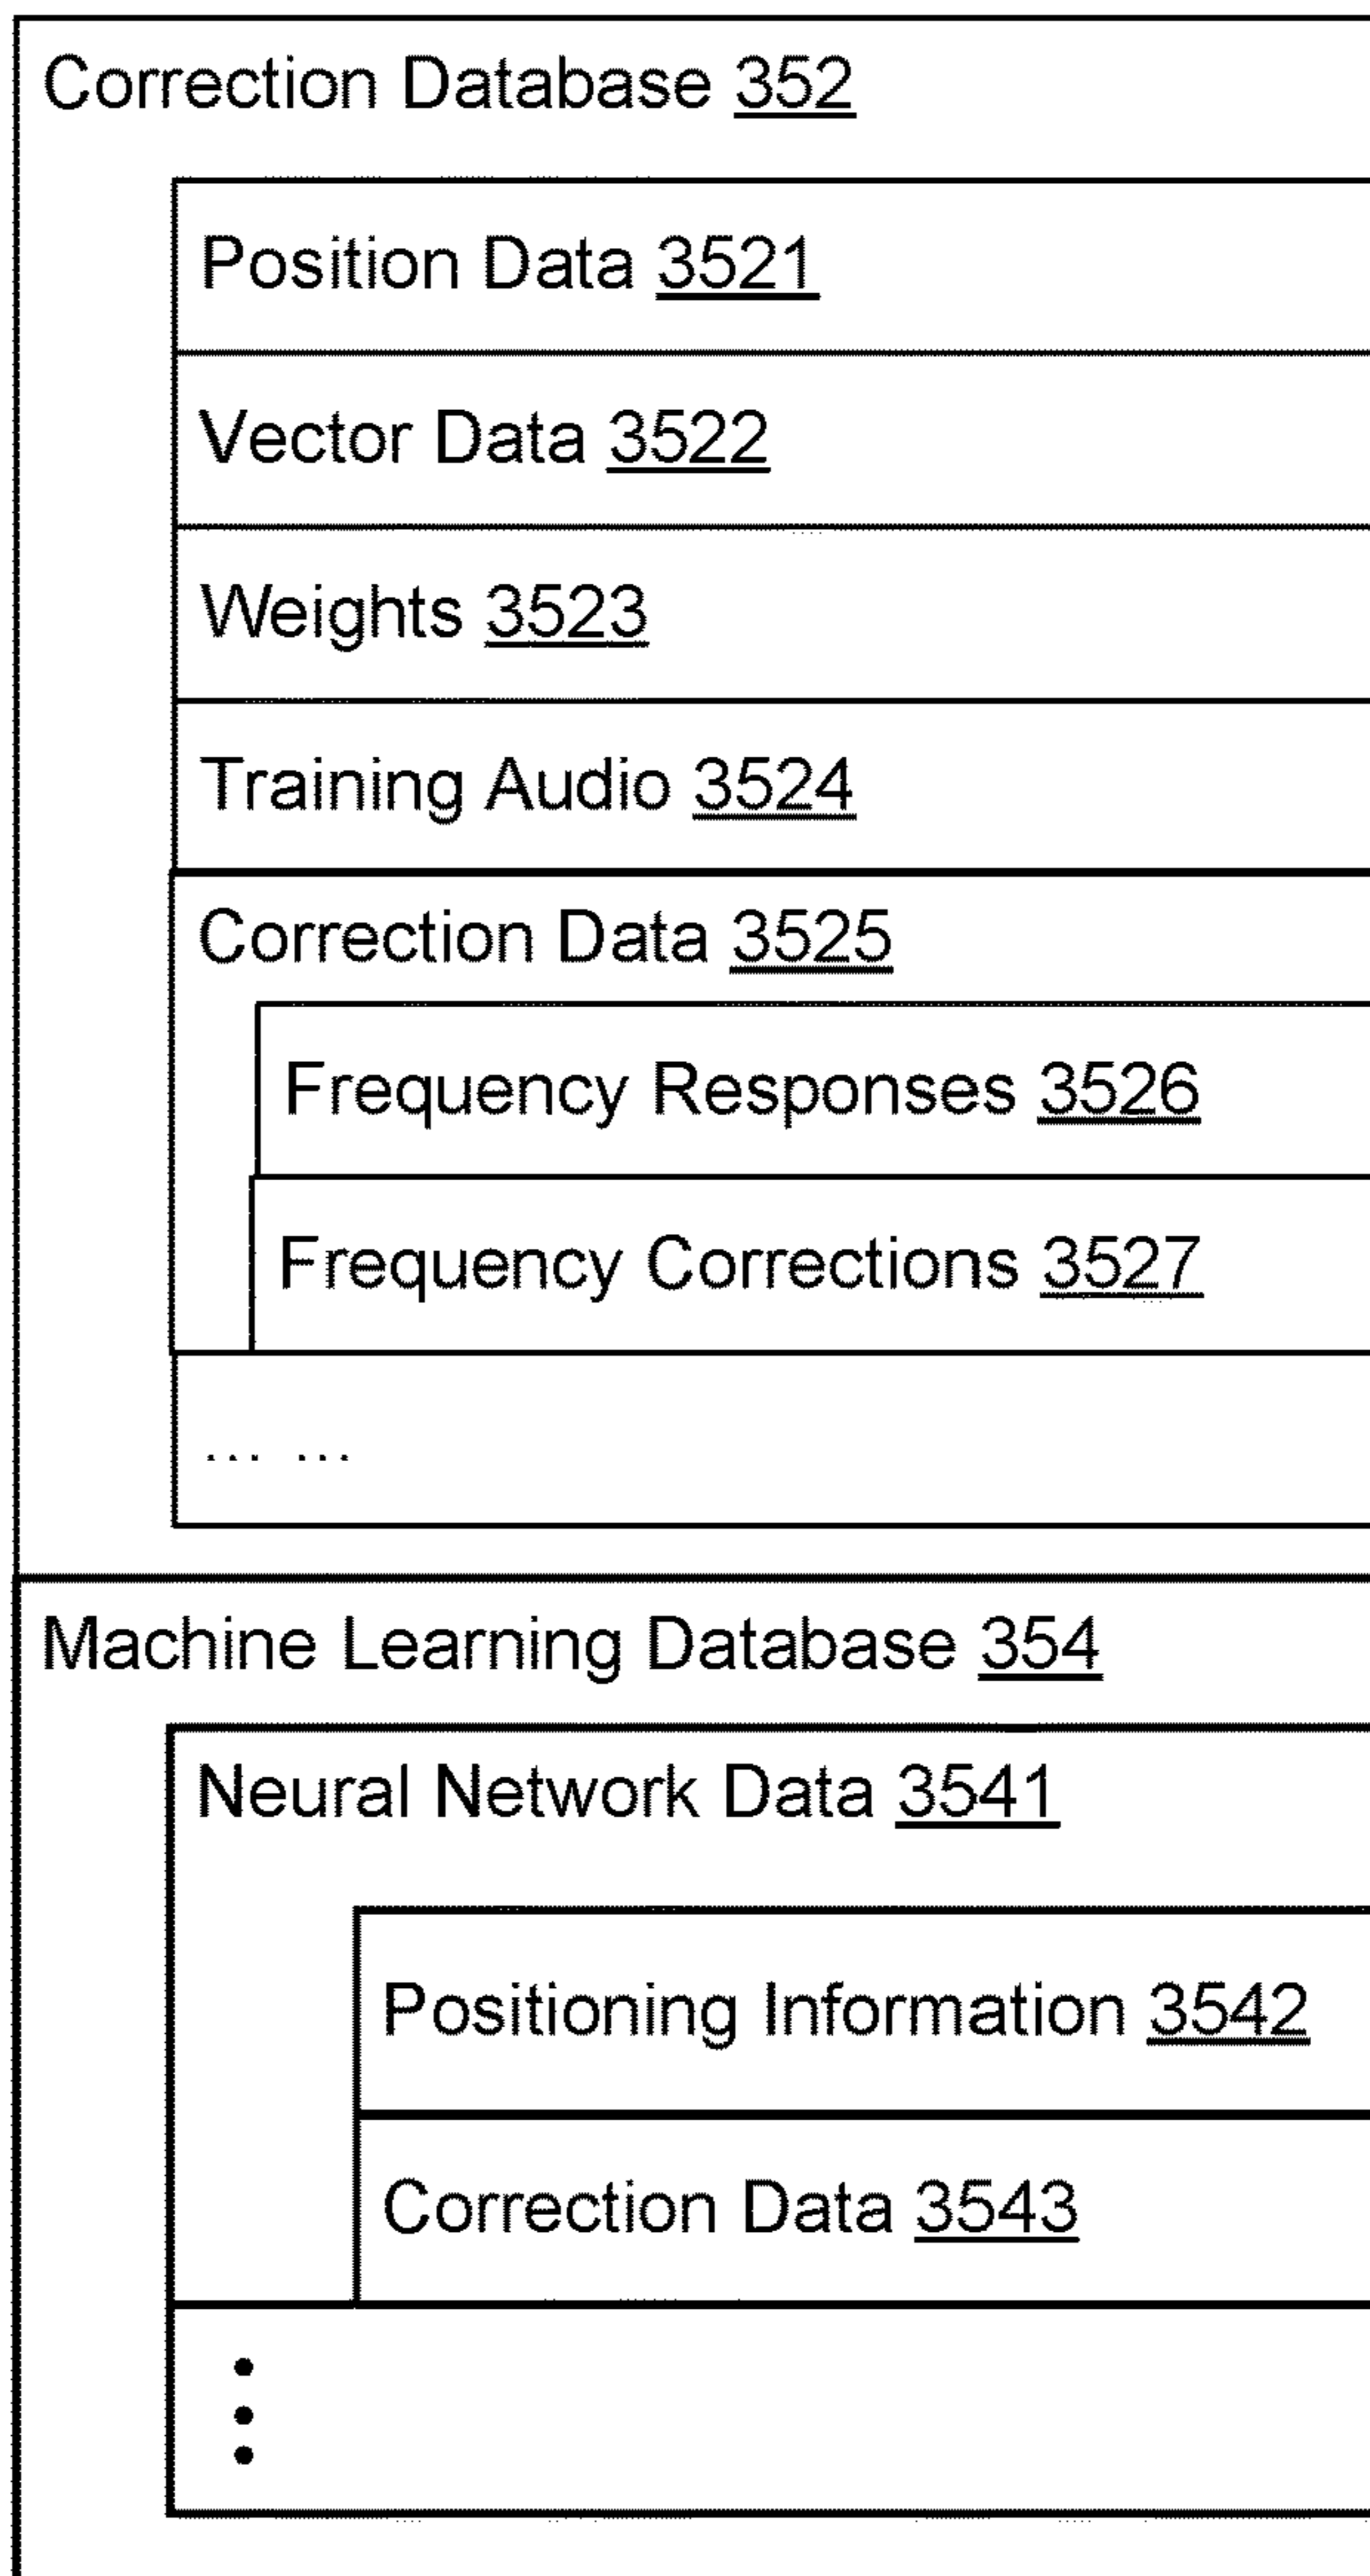 Correction Database 352
Position Data 3521
Vector Data 3522
Weights 3523
Training Audio 3524
Correction Data 3525
Frequency Responses 3526
Frequency Corrections 3527
... ...
Machine Learning Database 354
Neural Network Data 3541
Positioning Information 3542
Correction Data 3543